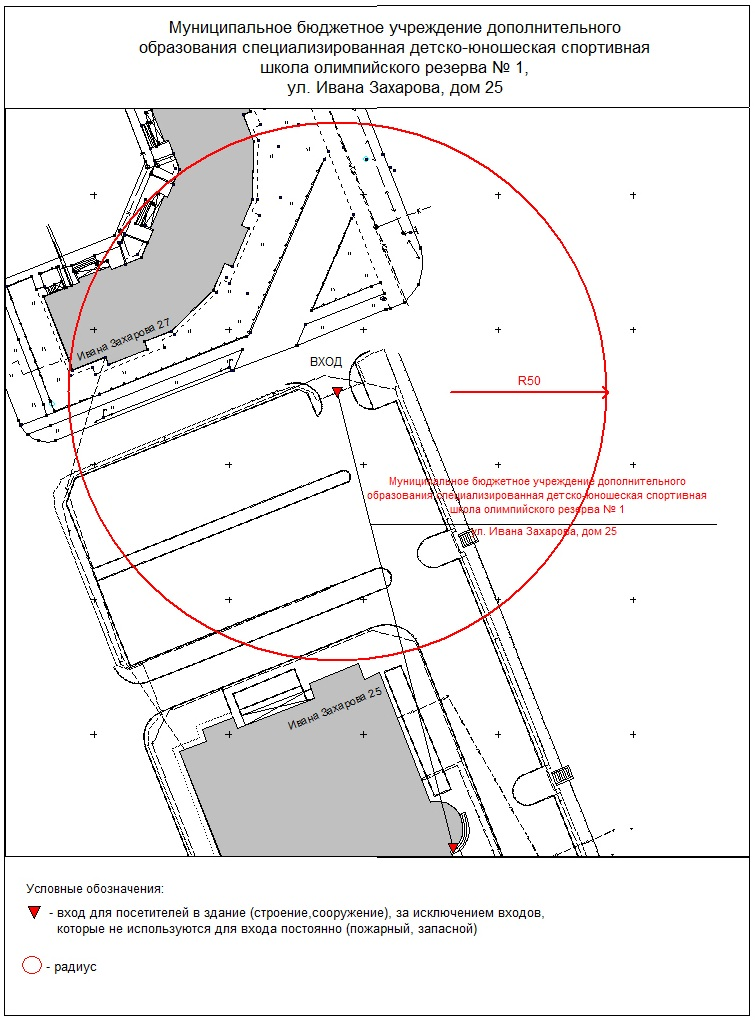 Муниципальное бюджетное учреждение дополнительного
образования специализированная детско-юношеская спортивная
школа олимпийского резерва № 1,
ул. Ивана Захарова, дом 25
Ивана Захарова 27
ВХОД
R50
Муниципальное бюджетное учреждение дополнительного
образования специализированная детско-юношеская спортивная
школа олимпийского резерва № 1
ул. Ивана Захарова, дом 25
Ивана Захарова 25
Условные обозначения:
- вход для посетителей в здание (строение,сооружение), за исключением входов,
которые не используются для входа постоянно (пожарный, запасной)
- радиус